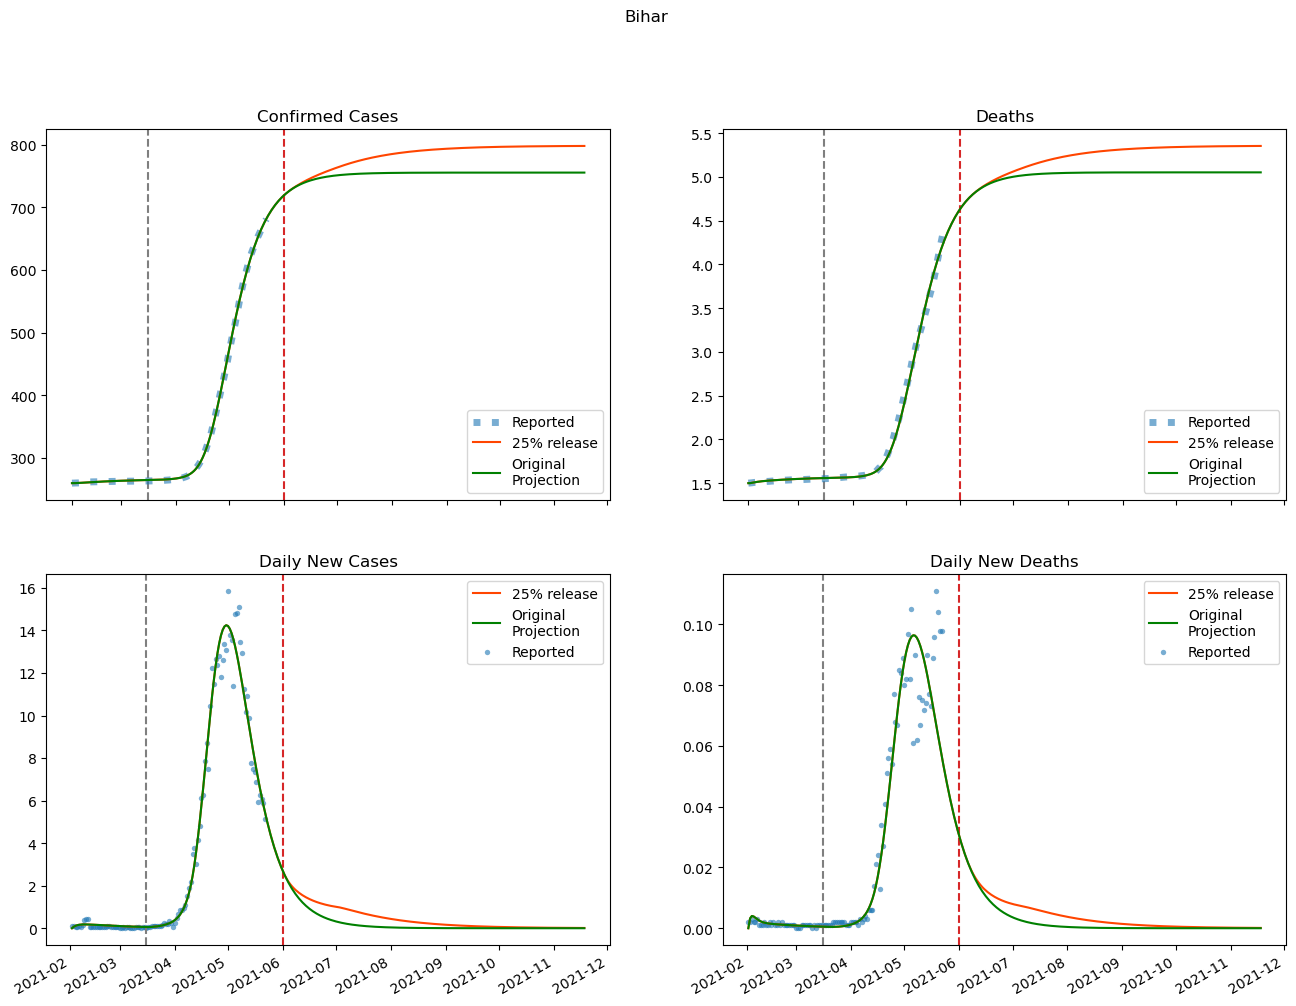 Bihar
Confirmed Cases
800
700
600
500
400
300
Reported
25% release
Original
Projection
Deaths
5.5
5.0
4.5
4.0
3.5
3.0
2.5
2.0
1.5
Reported
25% release
Original
Projection
Daily New Cases
16
14
12
10
8
6
4
2
0
25% release
Original
Projection
Reported
2021-02
2021-03
2021-04
2021-05
2021-06
2021-07
2021-08
2021-09
2021-10
2021-11
2021-12
Daily New Deaths
0.10
0.08
0.06
0.04
0.02
0.00
25% release
Original
Projection
Reported
2021-02
2021-03
2021-04
2021-05
2021-06
2021-07
2021-08
2021-09
2021-10
2021-11
2021-12